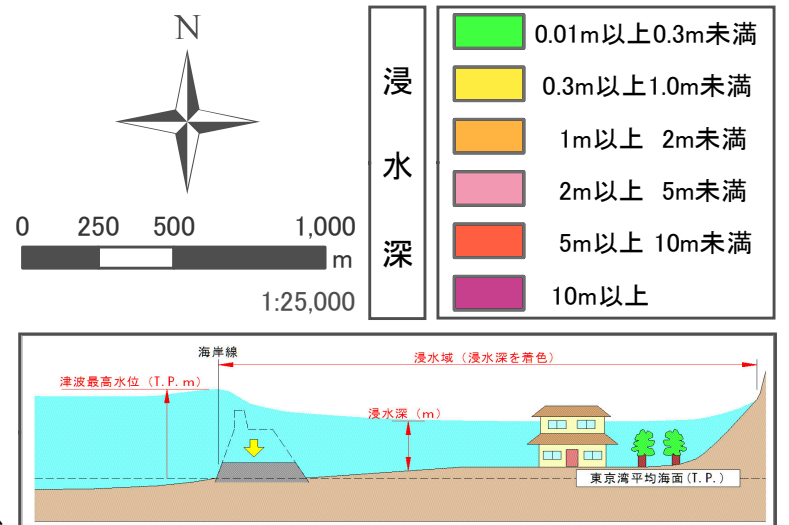 N
0 250 500 1,000
m
1:25,000
浸水深
0.01m以上0.3m未満
0.3m以上1.0m未満
1m以上 2m未満
2m以上 5m未満
5m以上 10m未満
10m以上
海岸線
浸水域（浸水深を着色）
津波最高水位（T.P.m）
浸水深（m）
東京湾平均海面(T.P.)